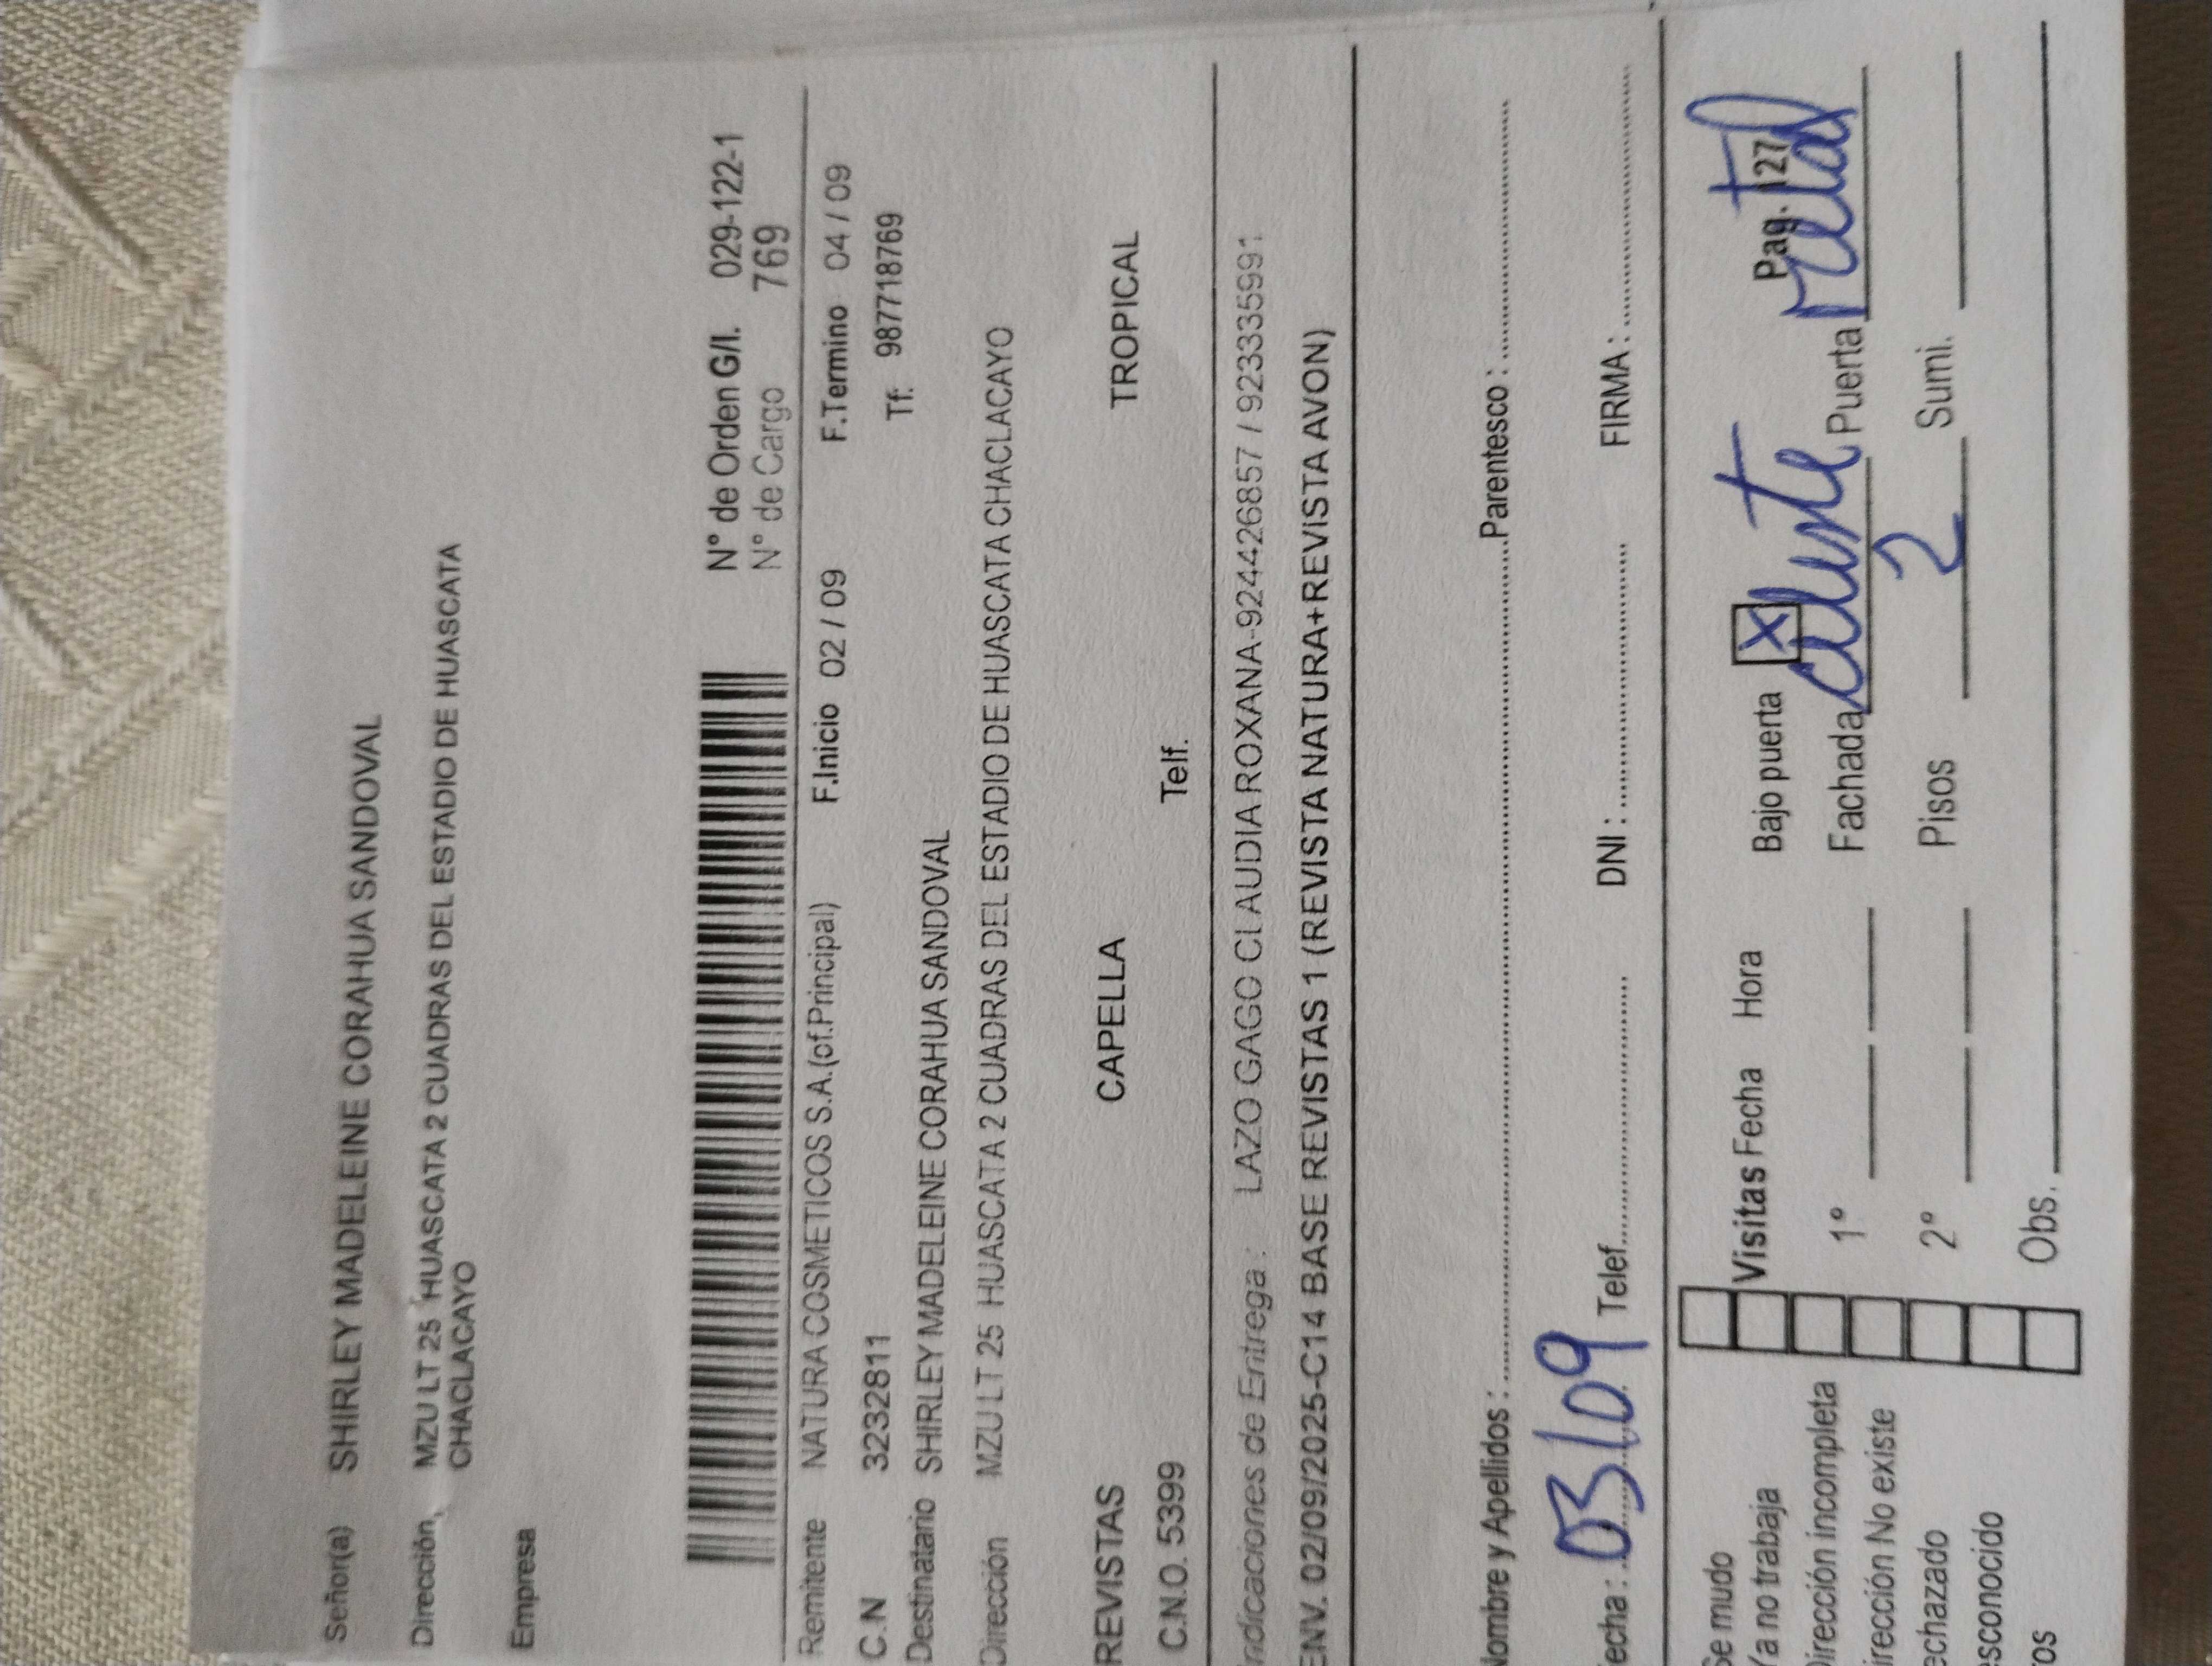 Señor(a) SHIRLEY MADELEINE CORAHUA SANDOVAL
Dirección, MZU LT 25 HUASCATA 2 CUADRAS DEL ESTADIO DE HUASCATA
CHACLACAYO
Empresa
N° de Orden G/I. 029-122-1
N° de Cargo 769
Remitente NATURA COSMETICOS S.A.(of.Principal) F.Inicio 02 / 09 F.Termino 04 / 09
C.N 32232811 Tf: 987718769
Destinatario SHIRLEY MADELEINE CORAHUA SANDOVAL
Dirección MZU LT 25 HUASCATA 2 CUADRAS DEL ESTADIO DE HUASCATA CHACLACAYO
REVISTAS CAPELLA TROPICAL
C.N.O. 5399 Telf.
Indicaciones de Entrega : LAZO GAGO CLAUDIA ROXANA-924426857 / 923335991
ENV. 02/09/2025-C14 BASE REVISTAS 1 (REVISTA NATURA+REVISTA AVON)
Nombre y Apellidos : Parentesco :
echa : 03/09 Telef. DNI : FIRMA :
Se mudo
Ya no trabaja Visitas Fecha Hora Bajo puerta X Pag. 127
Dirección incompleta 1° Fachada celeste Puerta metal
irección No existe
echazado 2° Pisos 2 Sumi.
esconocido
ros Obs.